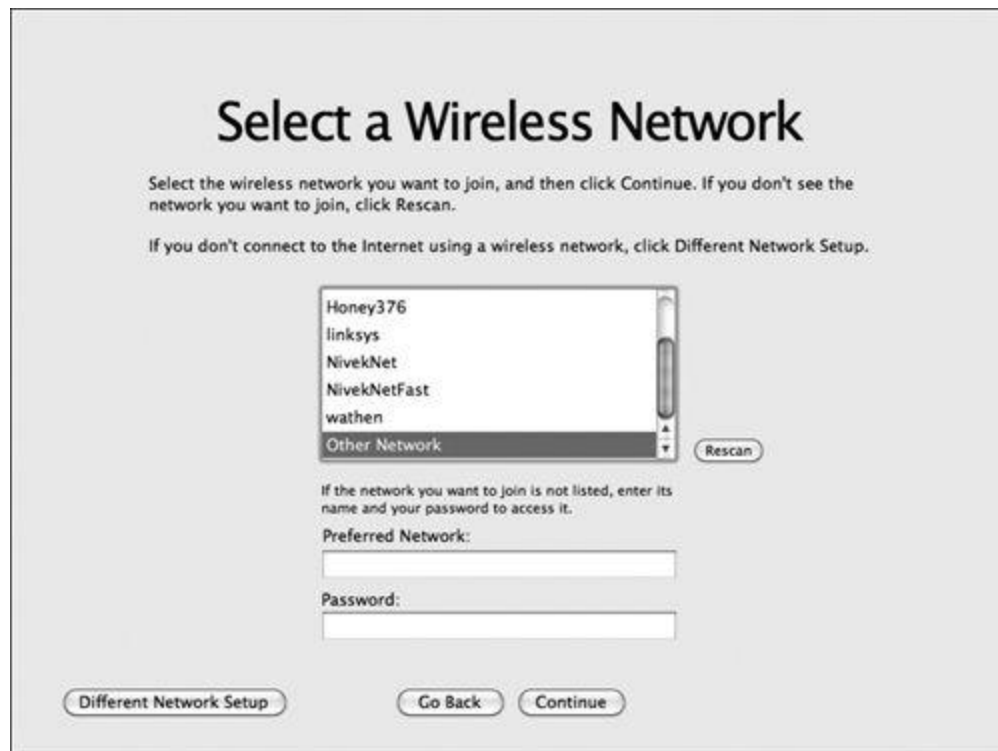 Select a Wireless Network
Select the wireless network you want to join, and then click Continue. If you don't see the
network you want to join, click Rescan.
If you don't connect to the Internet using a wireless network, click Different Network Setup.
Honey376
linksys
NivekNet
NivekNetFast
wathen
Other Network
Rescan
If the network you want to join is not listed, enter its
name and your password to access it.
Preferred Network:
Password:
Different Network Setup
Go Back
Continue